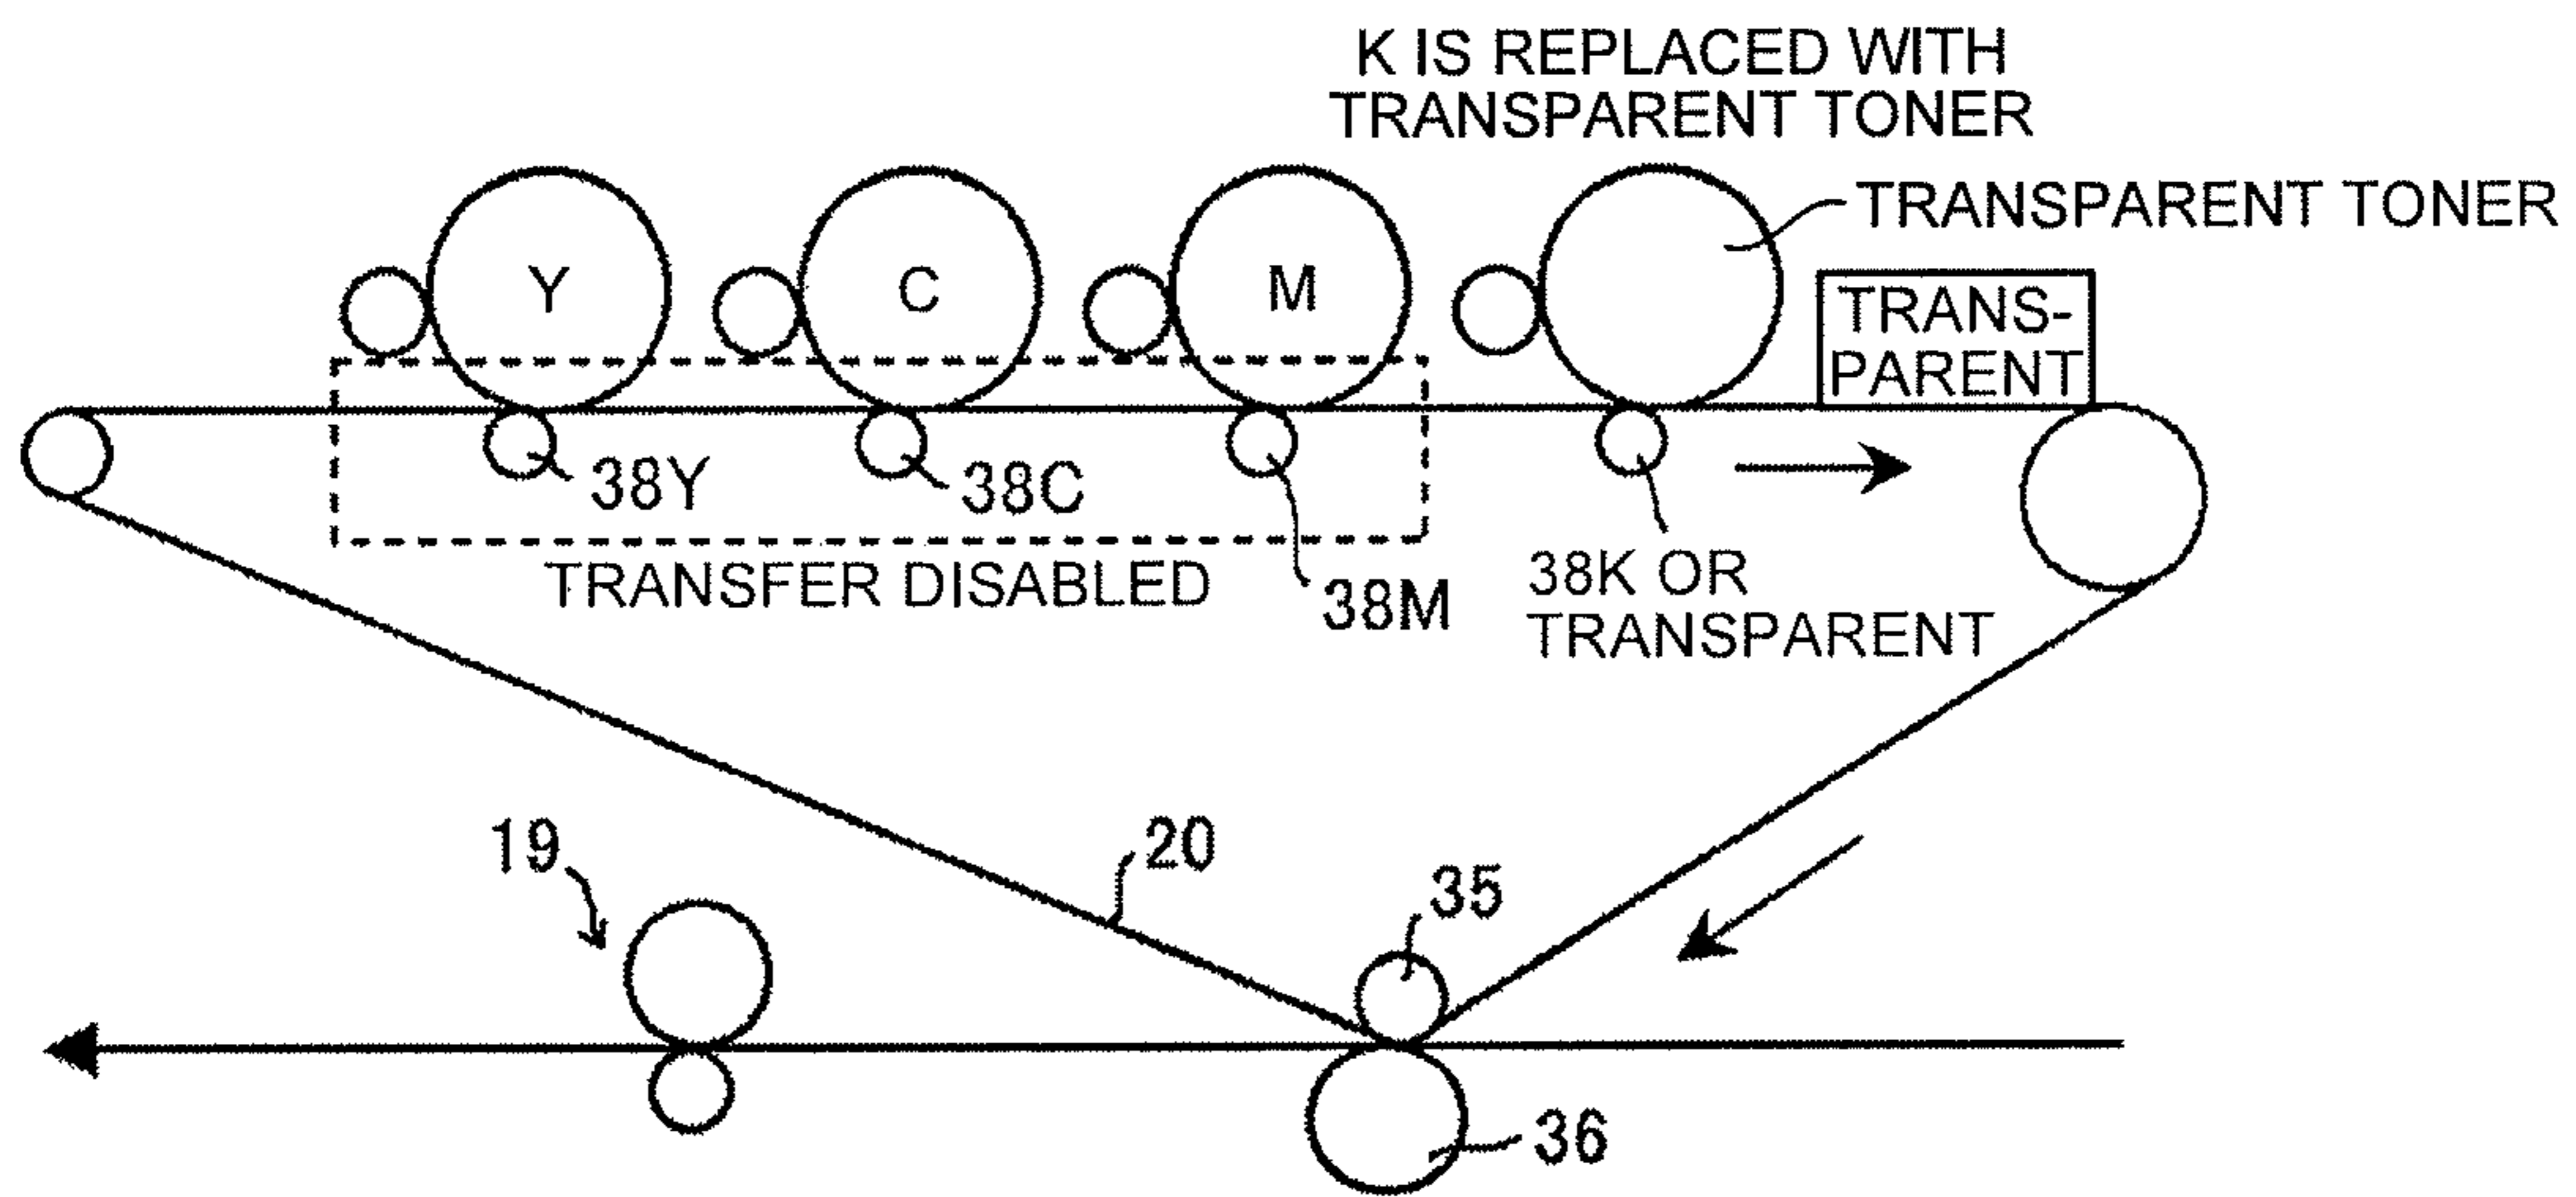 K IS REPLACED WITH
TRANSPARENT TONER
TRANSPARENT TONER
Y
C
M
TRANS-
PARENT
38Y
38C
38M
38K OR
TRANSPARENT
TRANSFER DISABLED
19
20
35
36